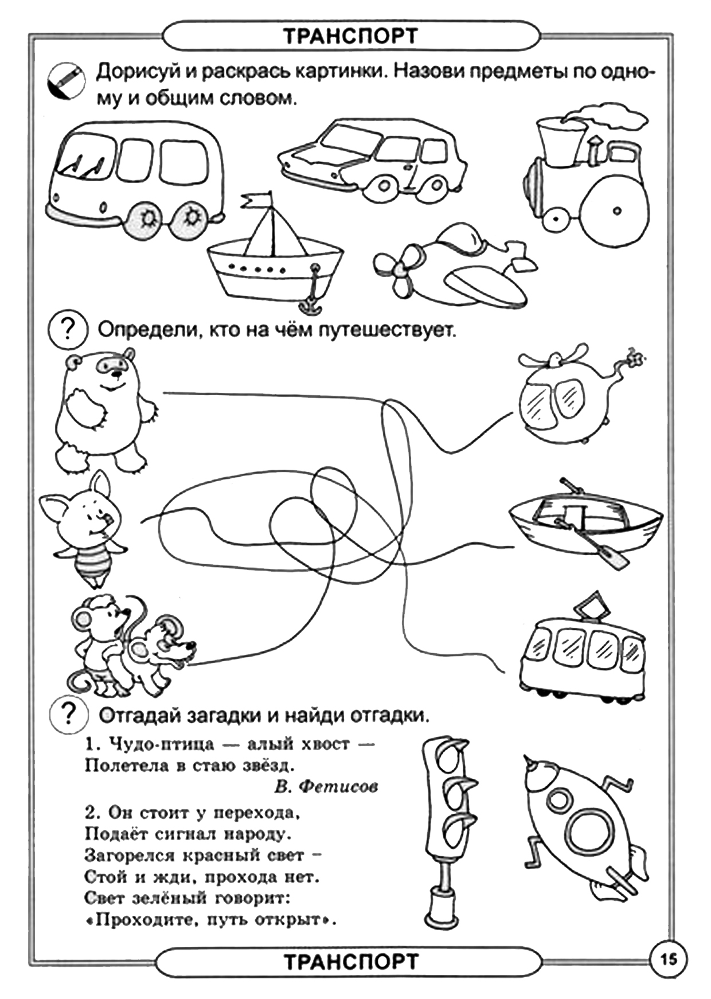 ТРАНСПОРТ
Дорисуй и раскрась картинки. Назови предметы по одно-
му и общим словом.
? Определи, кто на чём путешествует.
? Отгадай загадки и найди отгадки.
1. Чудо-птица — алый хвост —
Полетела в стаю звёзд.
В. Фетисов
2. Он стоит у перехода,
Подаёт сигнал народу.
Загорелся красный свет –
Стой и жди, прохода нет.
Свет зелёный говорит:
«Проходите, путь открыт».
ТРАНСПОРТ
15